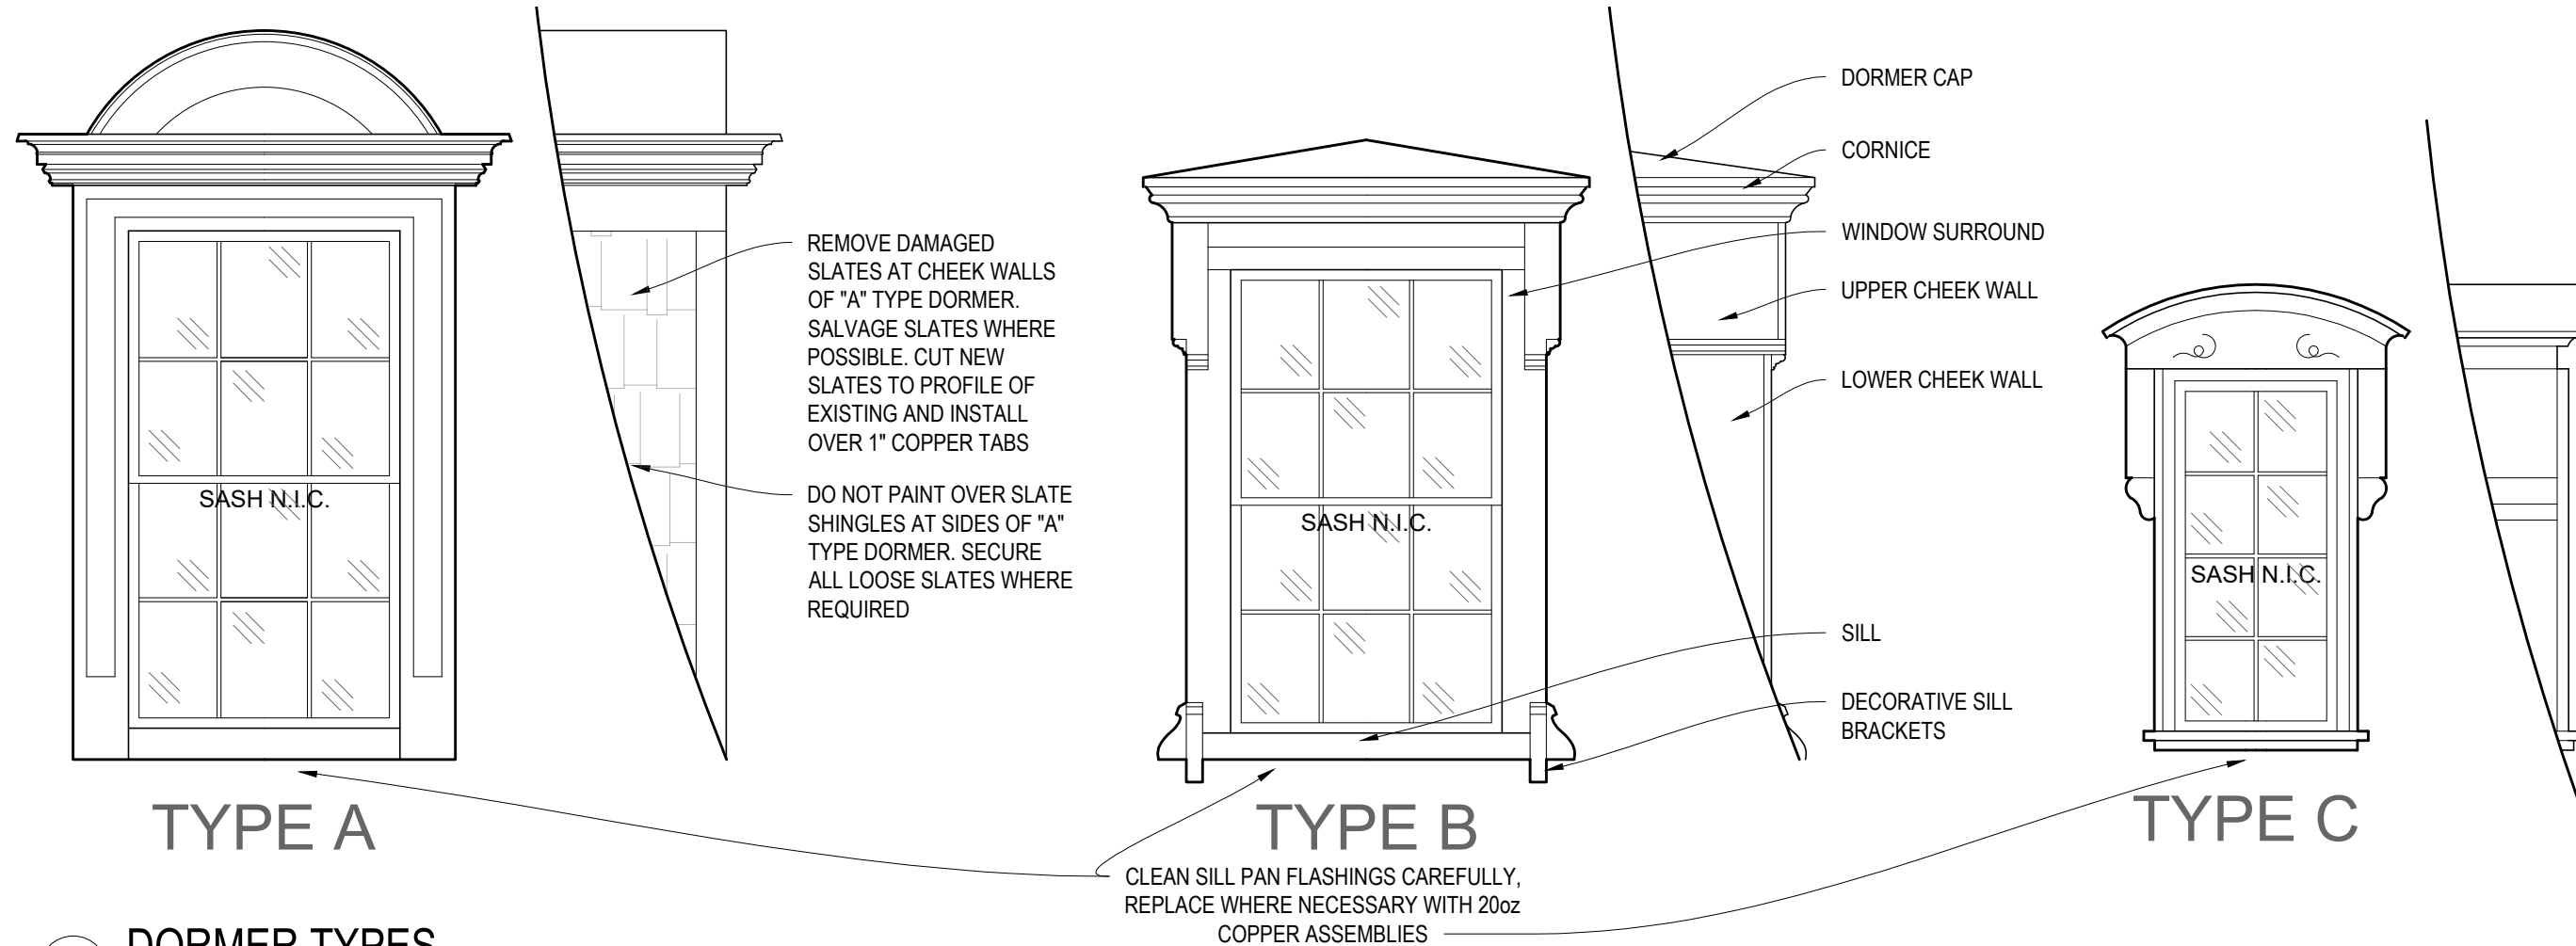 REMOVE DAMAGED
SLATES AT CHEEK WALLS
OF "A" TYPE DORMER.
SALVAGE SLATES WHERE
POSSIBLE. CUT NEW
SLATES TO PROFILE OF
EXISTING AND INSTALL
OVER 1" COPPER TABS
DO NOT PAINT OVER SLATE
SHINGLES AT SIDES OF "A"
TYPE DORMER. SECURE
ALL LOOSE SLATES WHERE
REQUIRED
SASH N.I.C.
SASH N.I.C.
DORMER CAP
CORNICE
WINDOW SURROUND
UPPER CHEEK WALL
LOWER CHEEK WALL
SILL
DECORATIVE SILL
BRACKETS
SASH N.I.C.
TYPE A
TYPE B
TYPE C
CLEAN SILL PAN FLASHINGS CAREFULLY,
REPLACE WHERE NECESSARY WITH 20oz
COPPER ASSEMBLIES
DORMER TYPES